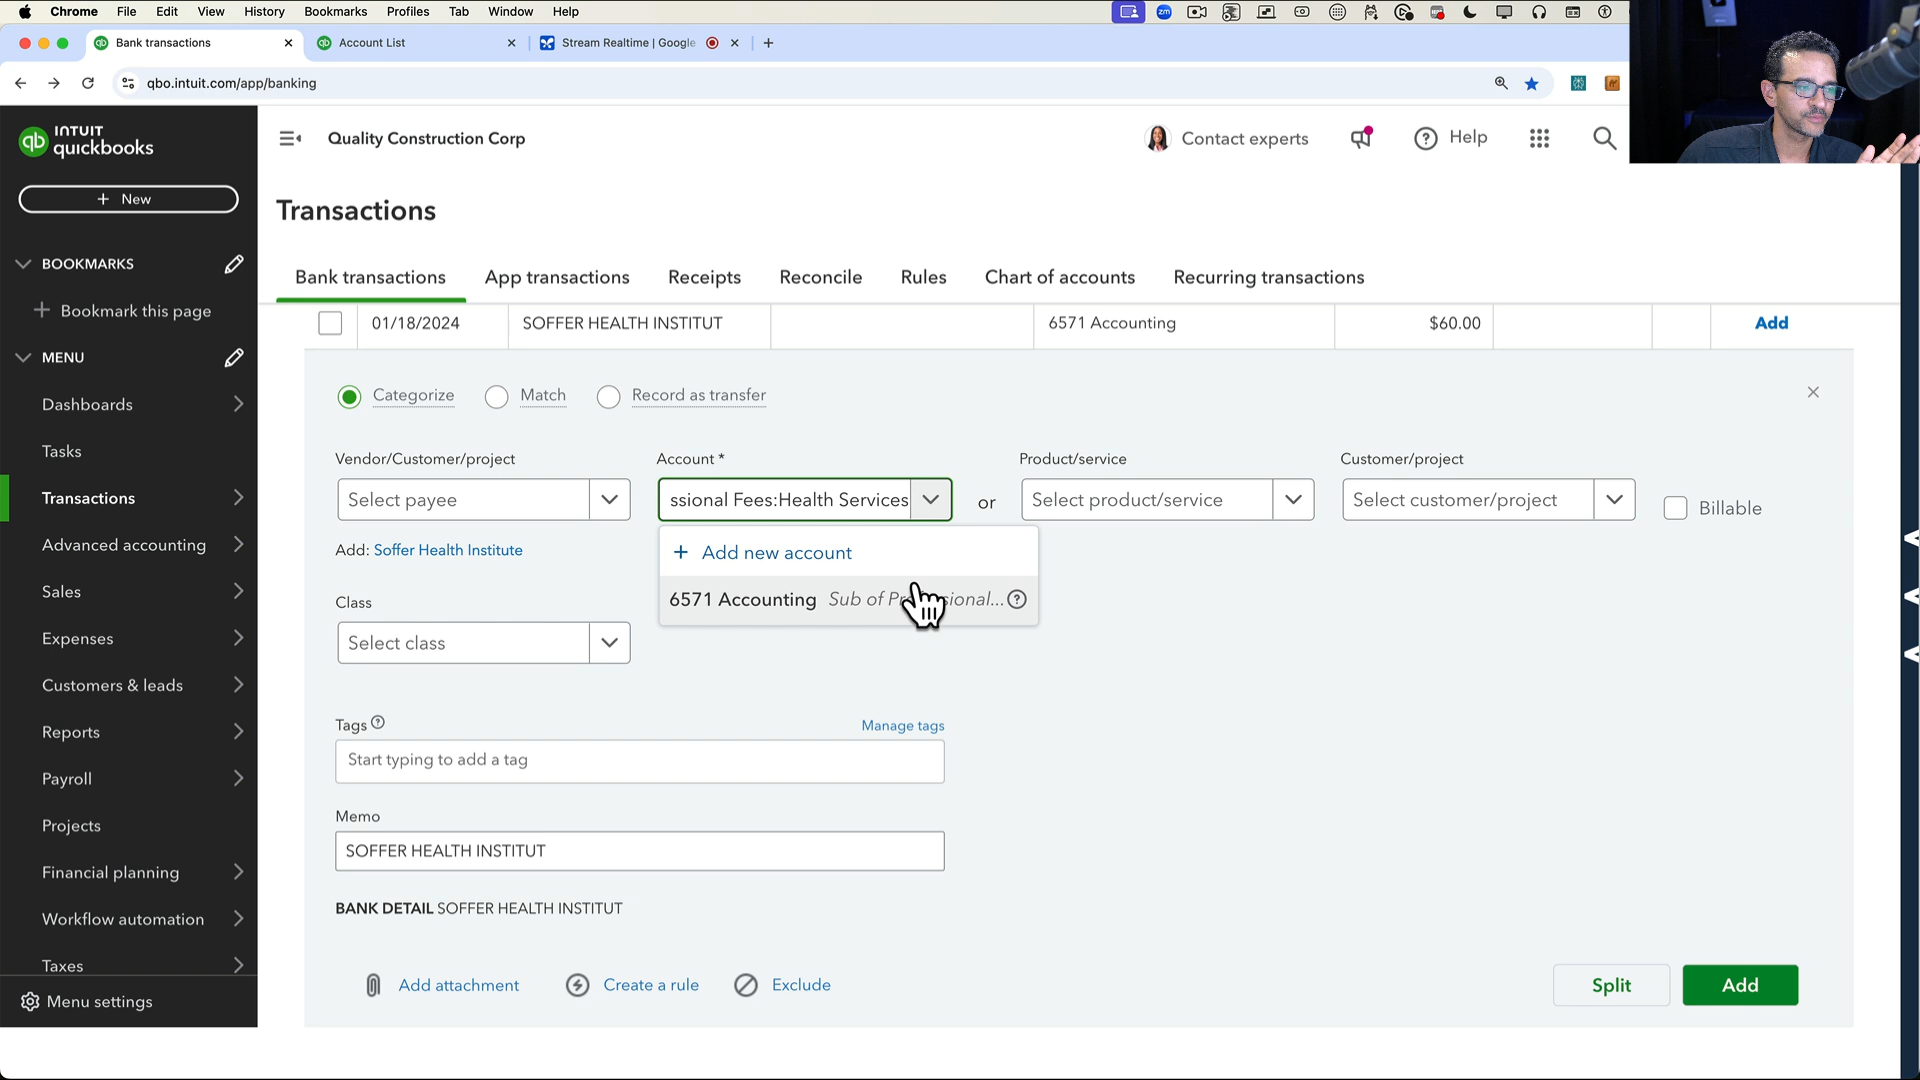 Chrome File Edit View History Bookmarks Profiles Tab Window Help
Bank transactions
Account List
Stream Realtime | Google
qbo.intuit.com/app/banking
INTUIT
quickbooks
Quality Construction Corp
Contact experts
Help
+ New
Transactions
BOOKMARKS
Bookmark this page
MENU
Dashboards
Tasks
Transactions
Advanced accounting
Sales
Expenses
Customers & leads
Reports
Payroll
Projects
Financial planning
Workflow automation
Taxes
Menu settings
Bank transactions App transactions Receipts Reconcile Rules Chart of accounts Recurring transactions
01/18/2024 SOFFER HEALTH INSTITUT 6571 Accounting $60.00 Add
Categorize Match Record as transfer
Vendor/Customer/project Account * Product/service Customer/project
Select payee ssional Fees:Health Services or Select product/service Select customer/project Billable
Add: Soffer Health Institute
+ Add new account
6571 Accounting Sub of
Class
Select class
Tags Manage tags
Start typing to add a tag
Memo
SOFFER HEALTH INSTITUT
BANK DETAIL SOFFER HEALTH INSTITUT
Add attachment Create a rule Exclude Split Add